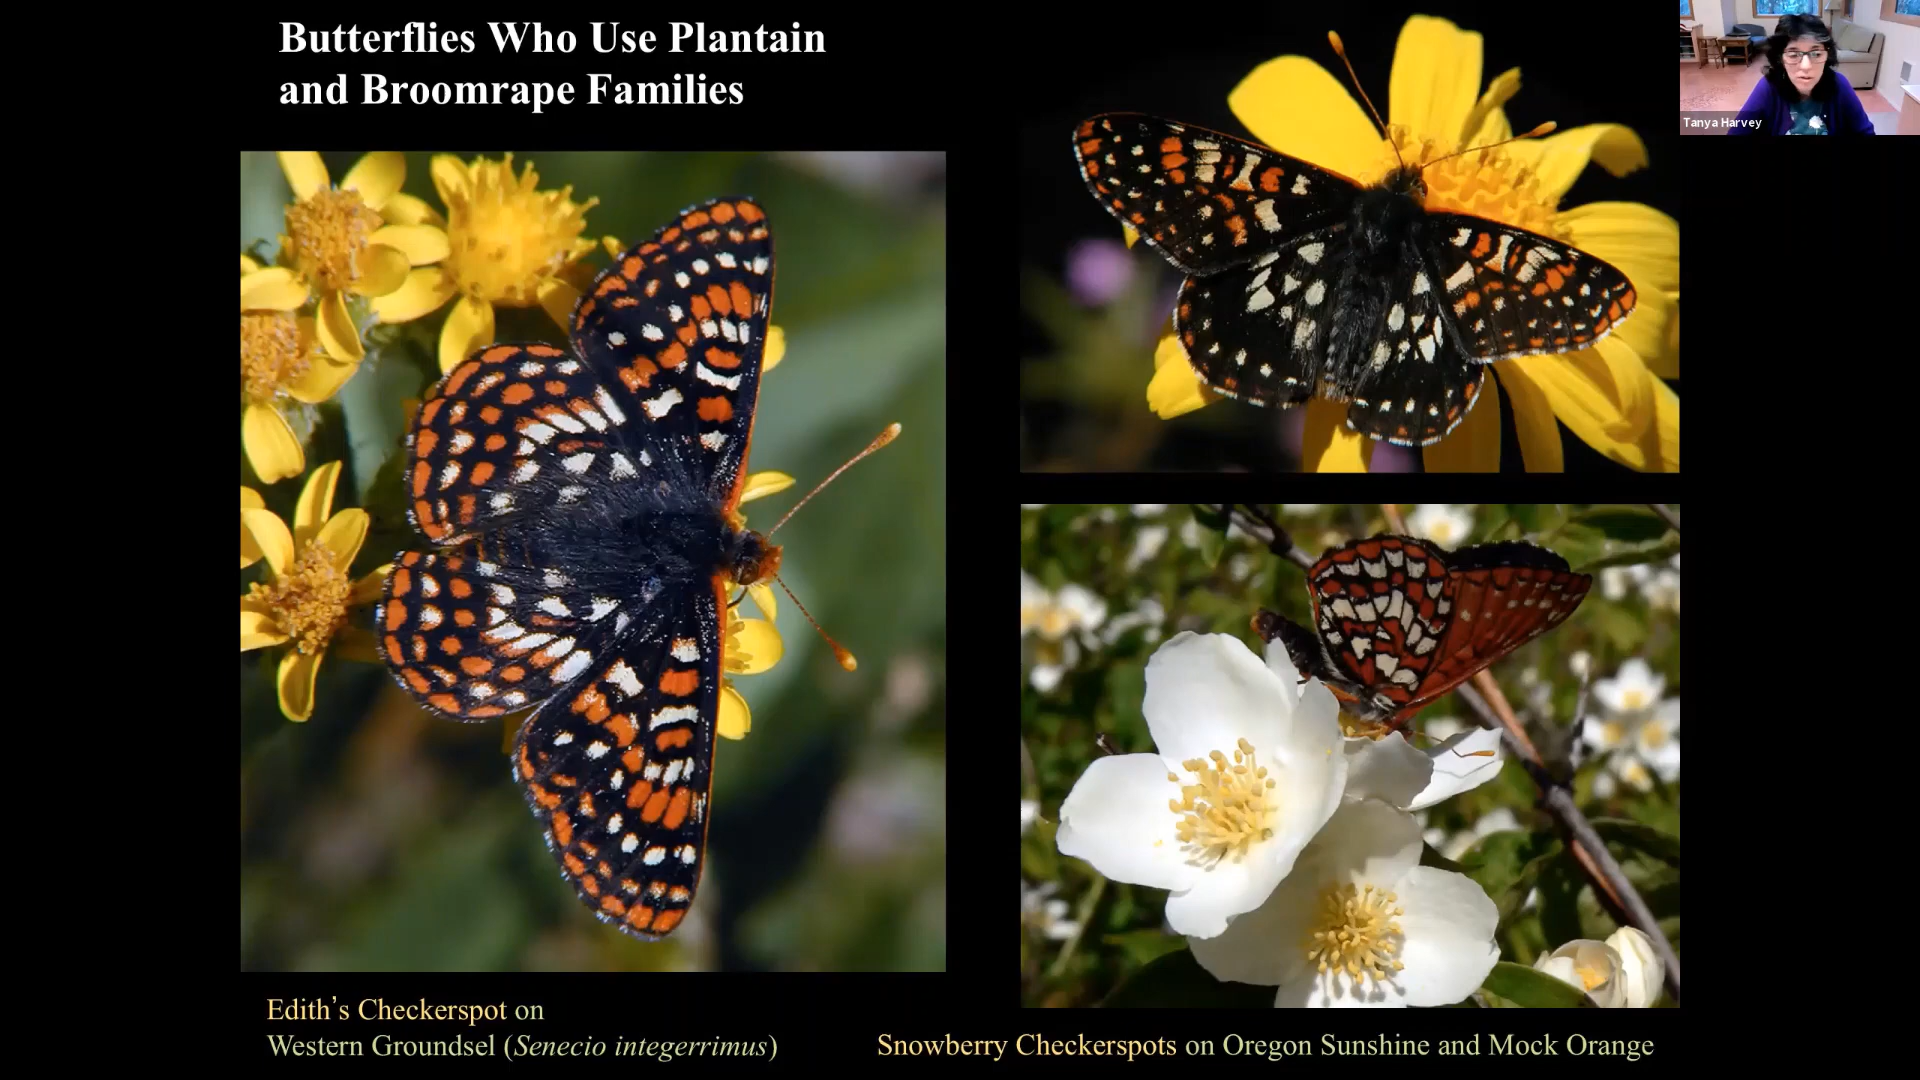 Butterflies Who Use Plantain
and Broomrape Families
Tanya Harvey
Edith’s Checkerspot on
Western Groundsel (Senecio integerrimus)
Snowberry Checkerspots on Oregon Sunshine and Mock Orange